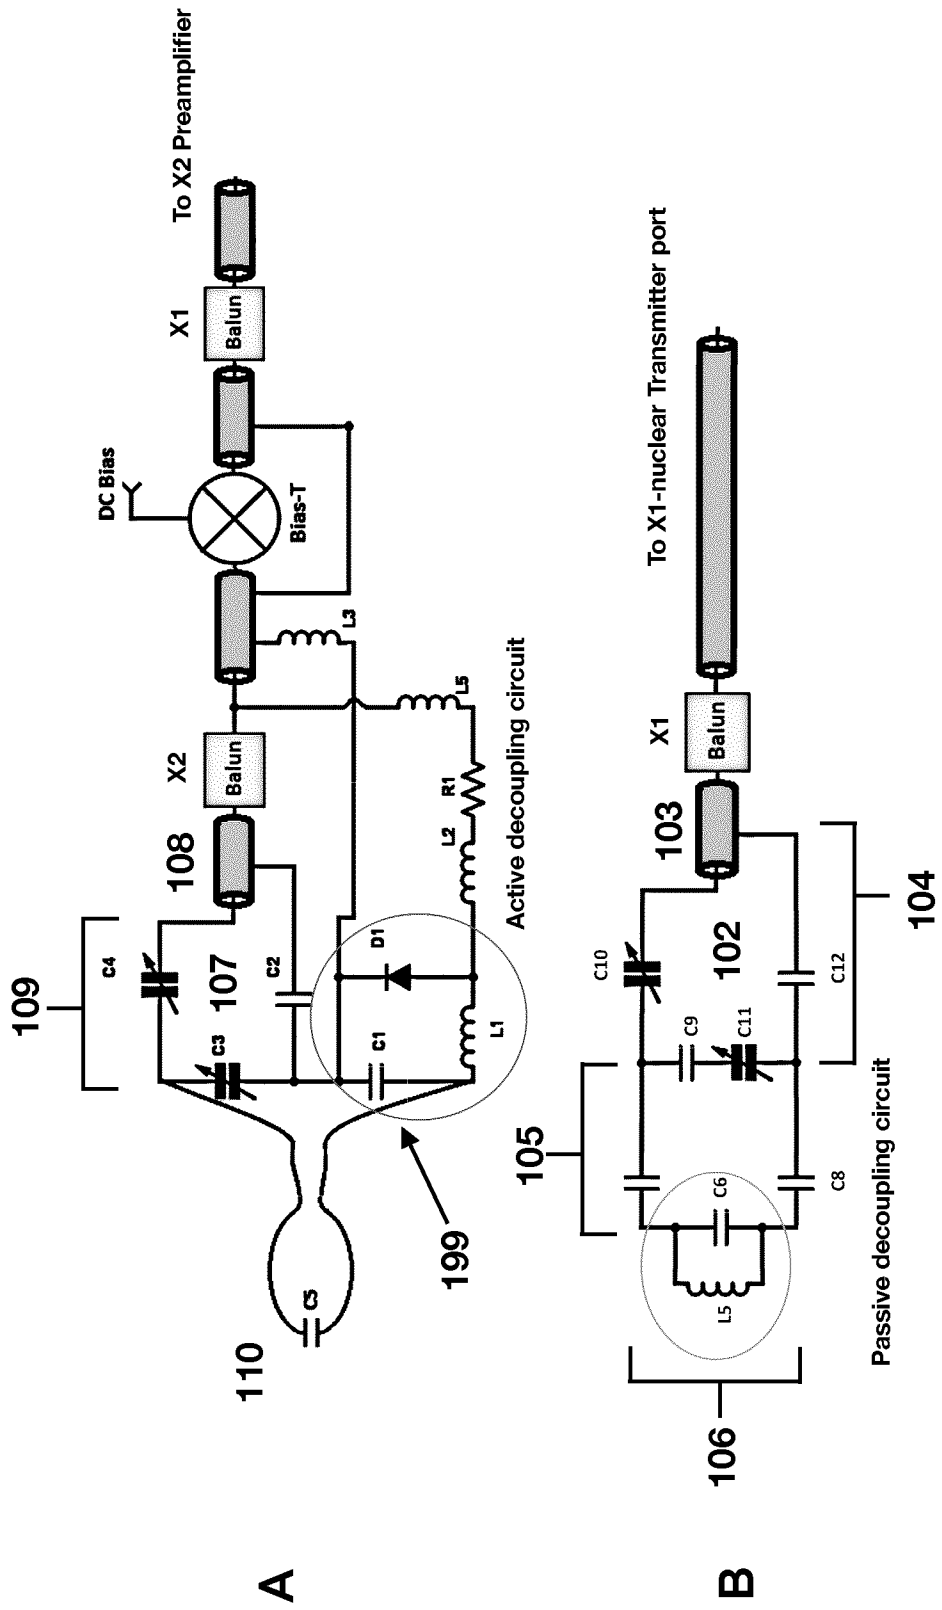 To X2 Preamplifier
X1
Balun
DC Bias
Bias-T
L3
L5
X2
Balun
108
109
C4
107
C3
C2
D1
C1
R1
L2
L1
Active decoupling circuit
199
C5
110
A
To X1-nuclear Transmitter port
X1
Balun
103
104
C10
102
C9
C11
C12
105
C6
C8
L5
Passive decoupling circuit
106
B